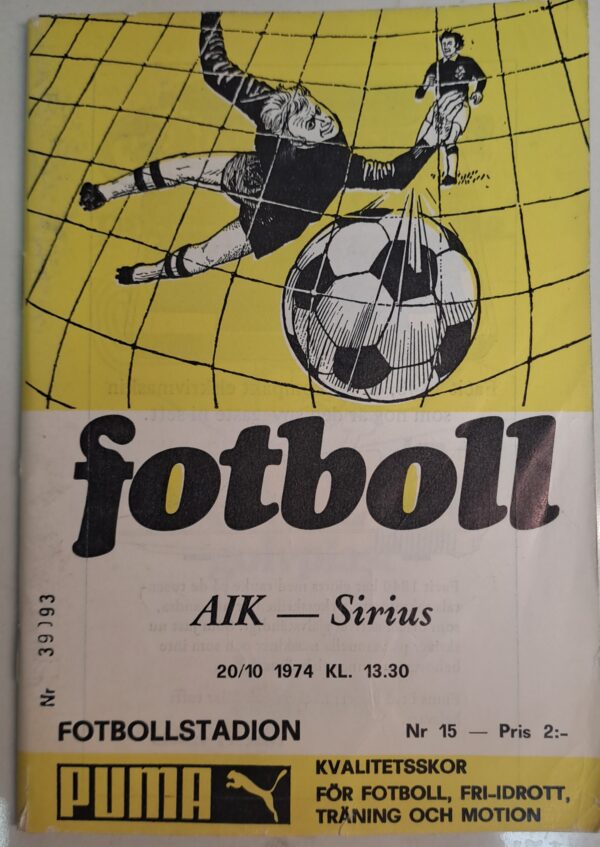 fotboll
AIK — Sirius
20/10 1974 KL. 13.30
Nr 39193
FOTBOLLSTADION
Nr 15 — Pris 2:-
PUMA
KVALITETSSKOR
FÖR FOTBOLL, FRI-IDROTT,
TRÄNING OCH MOTION